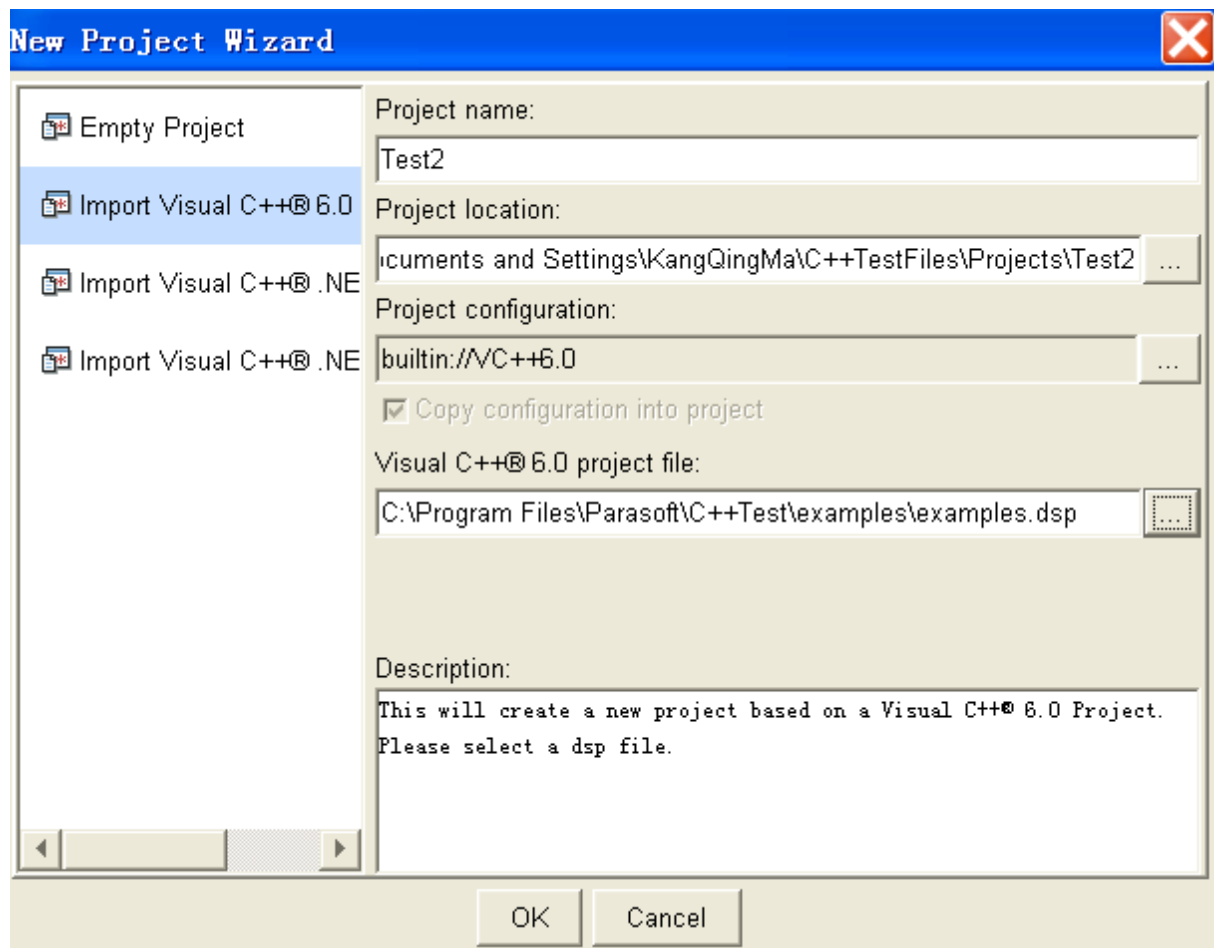 New Project Wizard
Empty Project
Import Visual C++® 6.0
Import Visual C++® .NE
Import Visual C++® .NE
Project name:
Test2
Project location:
cuments and Settings\KangQingMa\C++TestFiles\Projects\Test2
...
Project configuration:
builtin://VC++6.0
...
Copy configuration into project
Visual C++® 6.0 project file:
C:\Program Files\Parasoft\C++Test\examples\examples.dsp
...
Description:
This will create a new project based on a Visual C++® 6.0 Project.
Please select a dsp file.
OK
Cancel